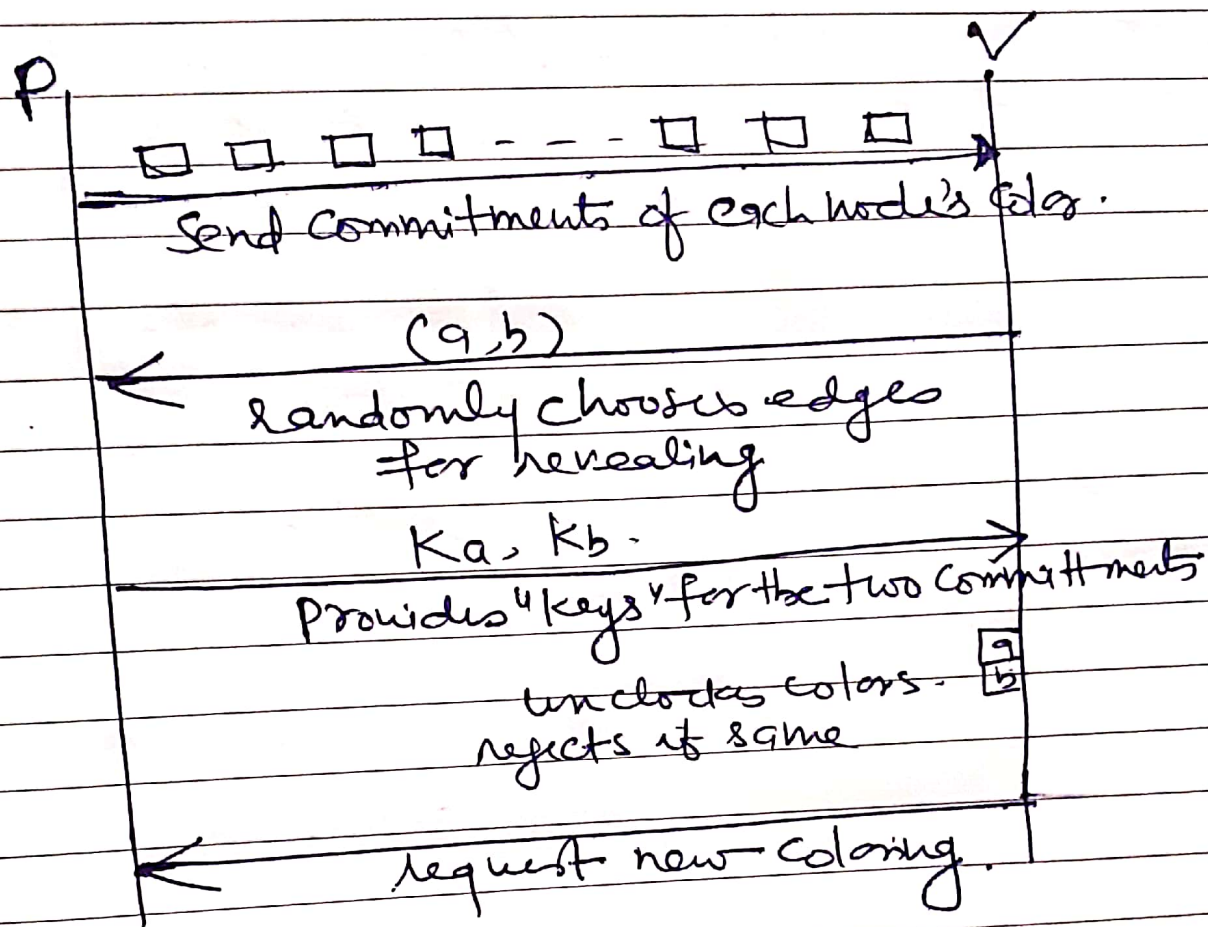 P
V
Send Commitments of each node's Color.
(a,b)
randomly chooses edges
for revealing
Ka, Kb.
Provides "keys" for the two Committments
a
b
unclocks colors.
rejects if same
request new coloring.